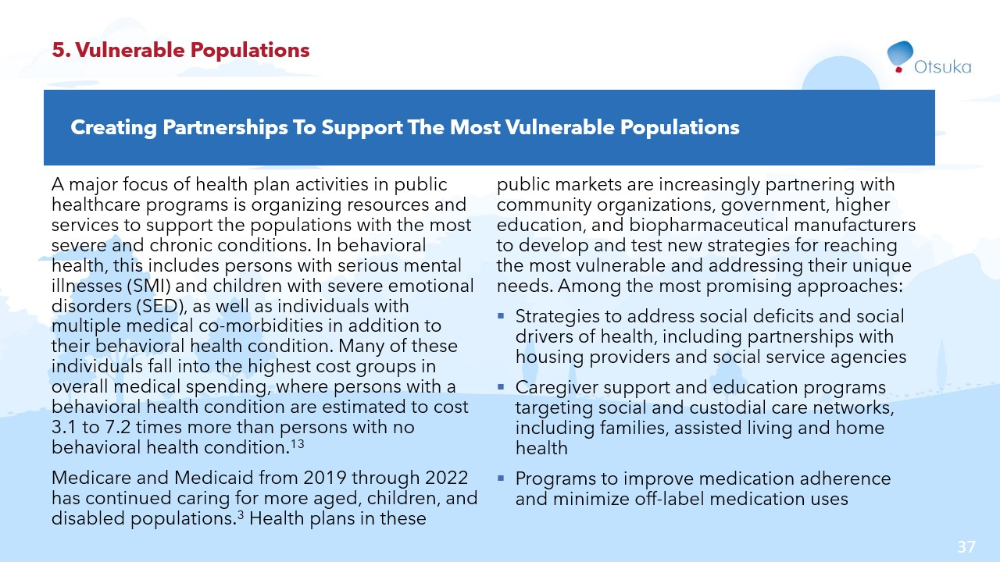 5. Vulnerable Populations
Otsuka
Creating Partnerships To Support The Most Vulnerable Populations
A major focus of health plan activities in public
healthcare programs is organizing resources and
services to support the populations with the most
severe and chronic conditions. In behavioral
health, this includes persons with serious mental
illnesses (SMI) and children with severe emotional
disorders (SED), as well as individuals with
multiple medical co-morbidities in addition to
their behavioral health condition. Many of these
individuals fall into the highest cost groups in
overall medical spending, where persons with a
behavioral health condition are estimated to cost
3.1 to 7.2 times more than persons with no
behavioral health condition.¹³
Medicare and Medicaid from 2019 through 2022
has continued caring for more aged, children, and
disabled populations.³ Health plans in these
public markets are increasingly partnering with
community organizations, government, higher
education, and biopharmaceutical manufacturers
to develop and test new strategies for reaching
the most vulnerable and addressing their unique
needs. Among the most promising approaches:
▪ Strategies to address social deficits and social
drivers of health, including partnerships with
housing providers and social service agencies
▪ Caregiver support and education programs
targeting social and custodial care networks,
including families, assisted living and home
health
▪ Programs to improve medication adherence
and minimize off-label medication uses
37